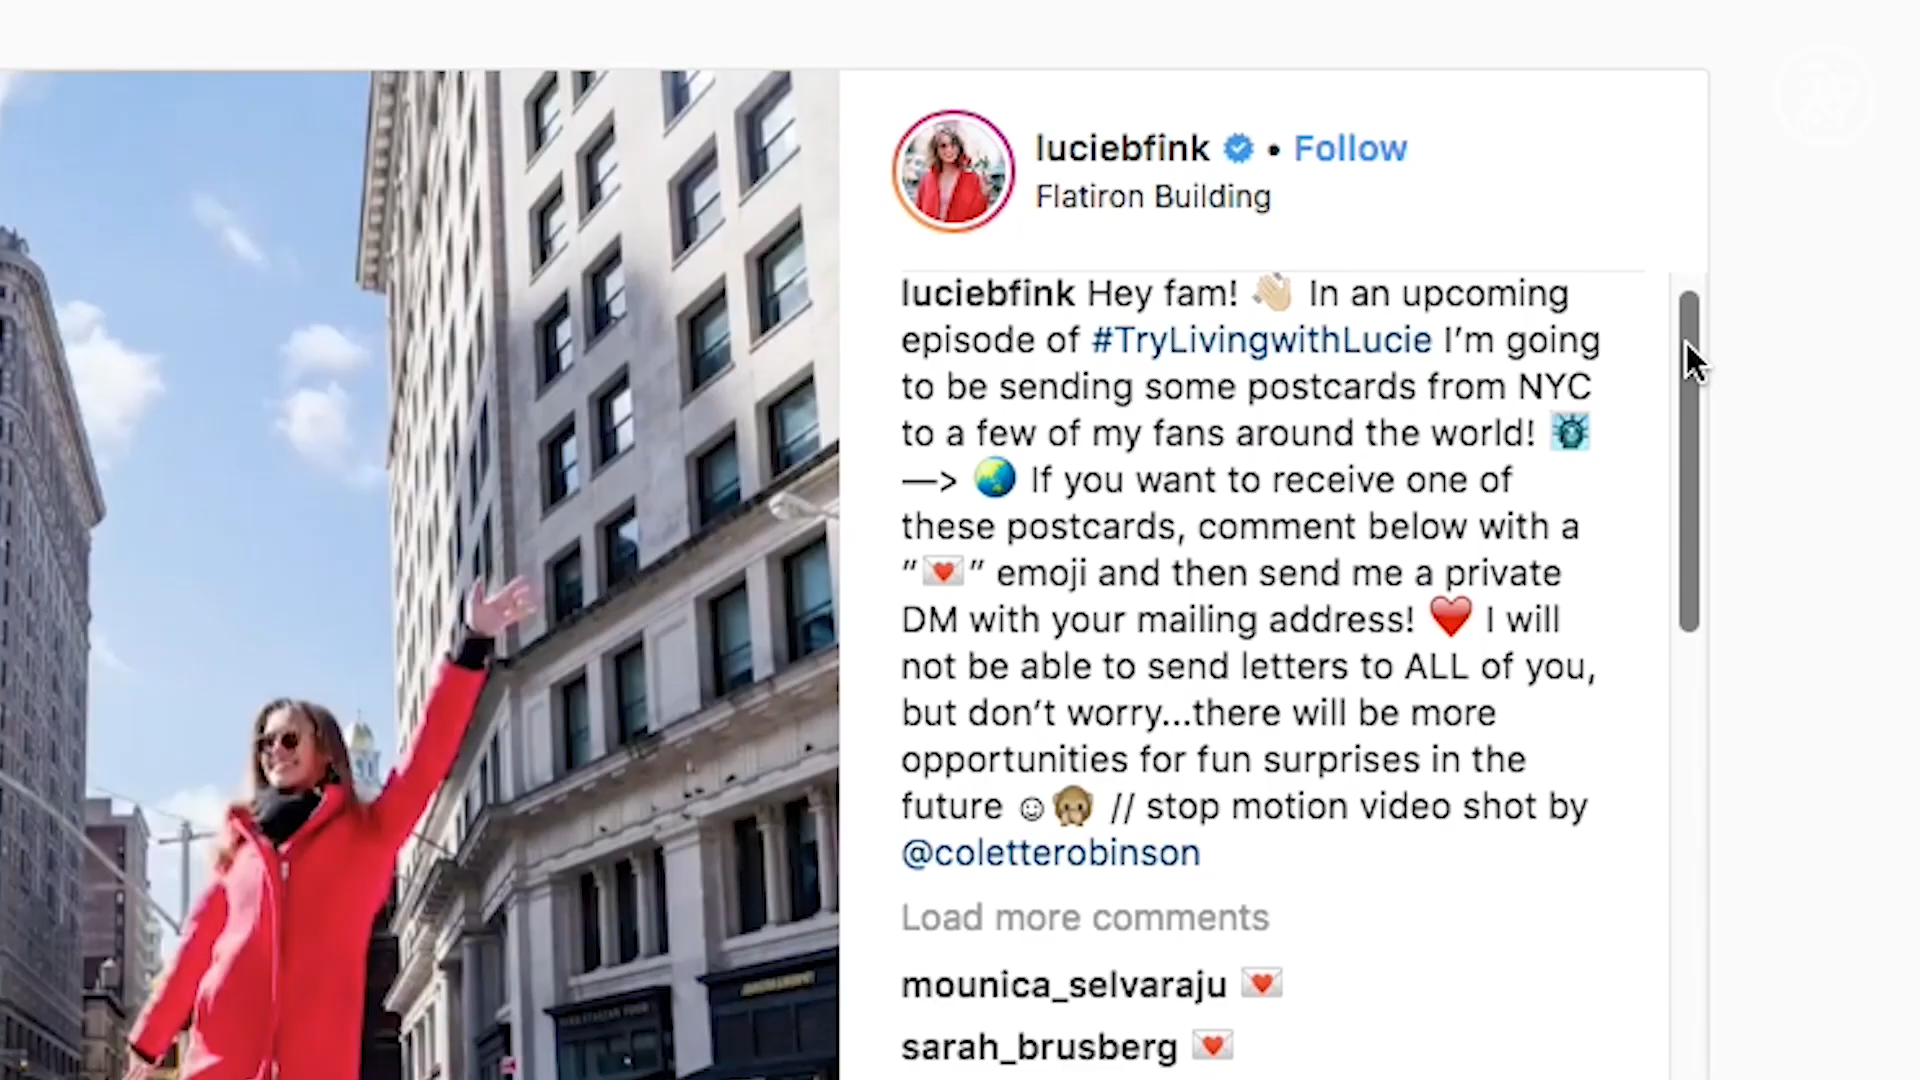 luciebfink • Follow
Flatiron Building
luciebfink Hey fam! 👋🏼 In an upcoming
episode of #TryLivingwithLucie I’m going
to be sending some postcards from NYC
to a few of my fans around the world! 🗽
—> 🌏 If you want to receive one of
these postcards, comment below with a
“💌” emoji and then send me a private
DM with your mailing address! ❤️ I will
not be able to send letters to ALL of you,
but don’t worry...there will be more
opportunities for fun surprises in the
future ☺🙊 // stop motion video shot by
@coletterobinson
Load more comments
mounica_selvaraju 💌
sarah_brusberg 💌